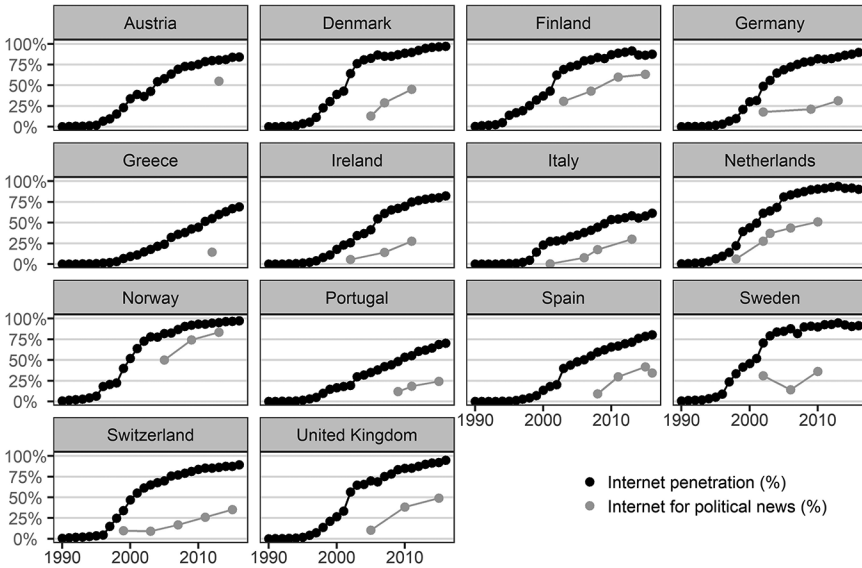 Austria Denmark Finland Germany
100%
75%
50%
25%
0%
Greece Ireland Italy Netherlands
100%
75%
50%
25%
0%
Norway Portugal Spain Sweden
100%
75%
50%
25%
0%
1990 2000 2010 1990 2000 2010
Switzerland United Kingdom
100%
75%
50%
25%
0%
1990 2000 2010 1990 2000 2010
Internet penetration (%)
Internet for political news (%)